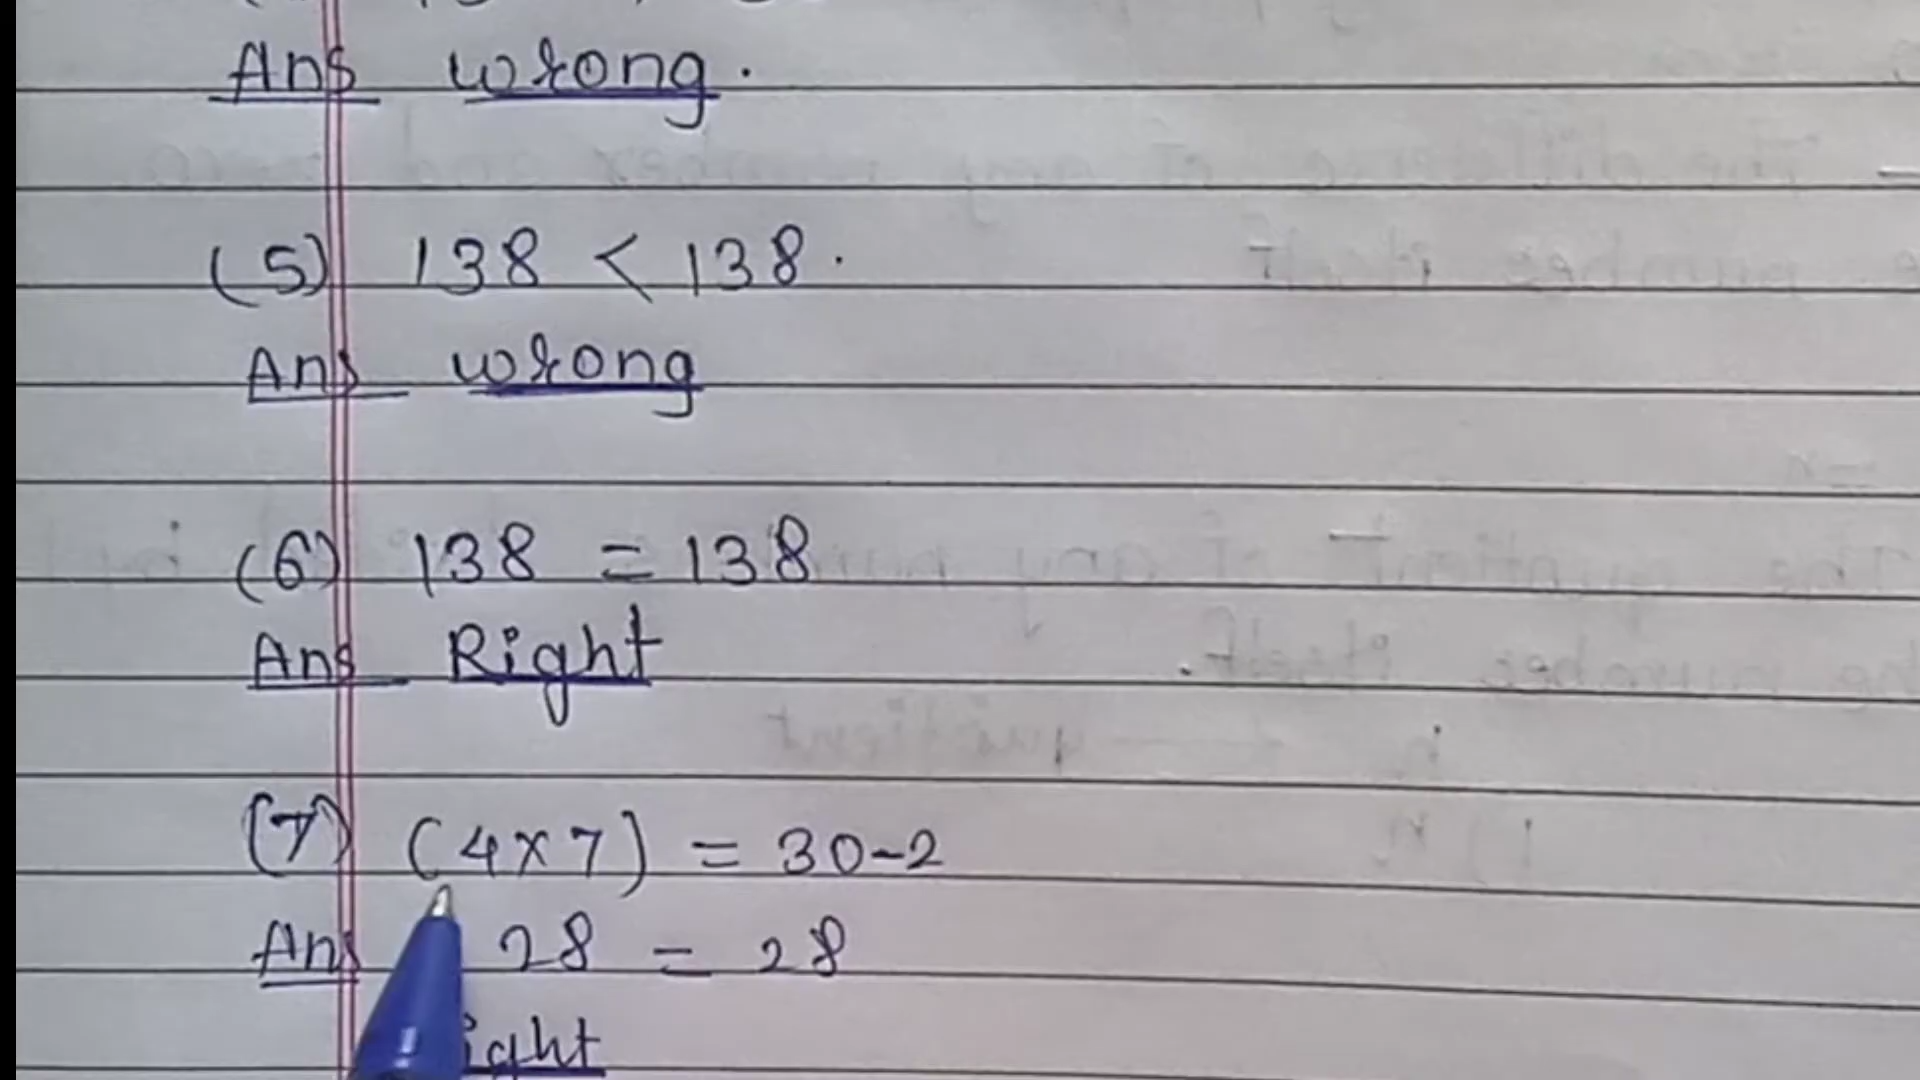 Ans wrong.
(5) 138 < 138.
Ans wrong
(6) 138 = 138
Ans Right
(7) (4×7) = 30-2
Ans 28 = 28